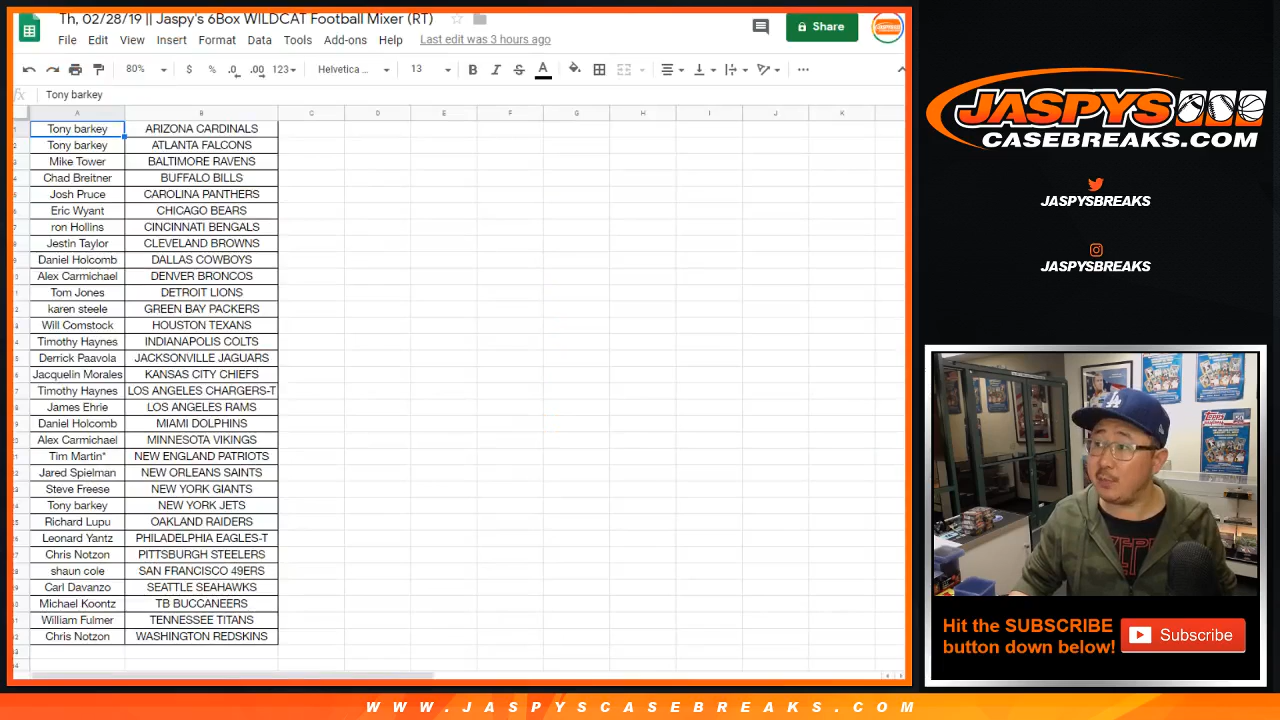 Th, 02/28/19 || Jaspy's 6Box WILDCAT Football Mixer (RT)
File Edit View Insert Format Data Tools Add-ons Help Last edit was 3 hours ago
Share
80% $ % .0 .00 123 Helvetica ... 13 B I S A
fx Tony barkey
A B C D E F G H I J K
Tony barkey ARIZONA CARDINALS
Tony barkey ATLANTA FALCONS
Mike Tower BALTIMORE RAVENS
Chad Breitner BUFFALO BILLS
Josh Pruce CAROLINA PANTHERS
Eric Wyant CHICAGO BEARS
ron Hollins CINCINNATI BENGALS
Jestin Taylor CLEVELAND BROWNS
Daniel Holcomb DALLAS COWBOYS
Alex Carmichael DENVER BRONCOS
Tom Jones DETROIT LIONS
karen steele GREEN BAY PACKERS
Will Comstock HOUSTON TEXANS
Timothy Haynes INDIANAPOLIS COLTS
Derrick Paavola JACKSONVILLE JAGUARS
Jacquelin Morales KANSAS CITY CHIEFS
Timothy Haynes LOS ANGELES CHARGERS-T
James Ehrie LOS ANGELES RAMS
Daniel Holcomb MIAMI DOLPHINS
Alex Carmichael MINNESOTA VIKINGS
Tim Martin* NEW ENGLAND PATRIOTS
Jared Spielman NEW ORLEANS SAINTS
Steve Freese NEW YORK GIANTS
Tony barkey NEW YORK JETS
Richard Lupu OAKLAND RAIDERS
Leonard Yantz PHILADELPHIA EAGLES-T
Chris Notzon PITTSBURGH STEELERS
shaun cole SAN FRANCISCO 49ERS
Carl Davanzo SEATTLE SEAHAWKS
Michael Koontz TB BUCCANEERS
William Fulmer TENNESSEE TITANS
Chris Notzon WASHINGTON REDSKINS
JASPYS
CASEBREAKS.COM
JASPYSBREAKS
JASPYSBREAKS
LA
TOPPS
Hit the SUBSCRIBE
button down below!
Subscribe
WWW.JASPYSCASEBREAKS.COM